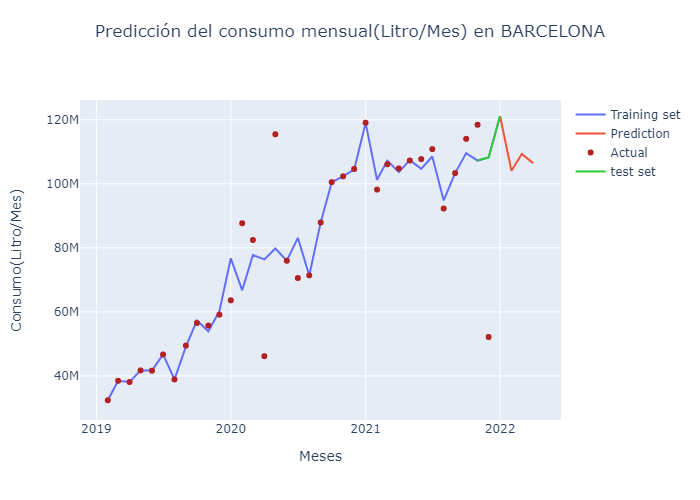 Predicción del consumo mensual(Litro/Mes) en BARCELONA
Training set
Prediction
Actual
test set
Consumo(Litro/Mes)
120M
100M
80M
60M
40M
2019
2020
2021
2022
Meses